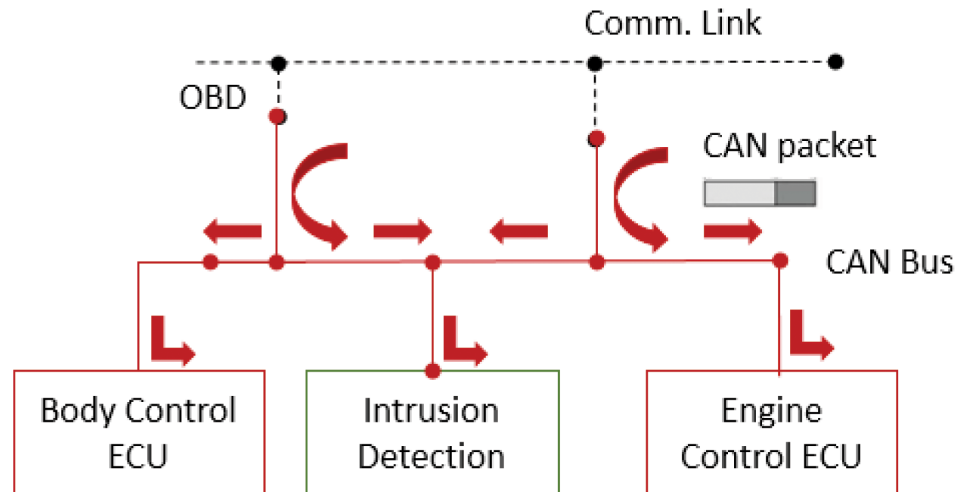 Comm. Link
OBD
CAN packet
CAN Bus
Body Control
ECU
Intrusion
Detection
Engine
Control ECU